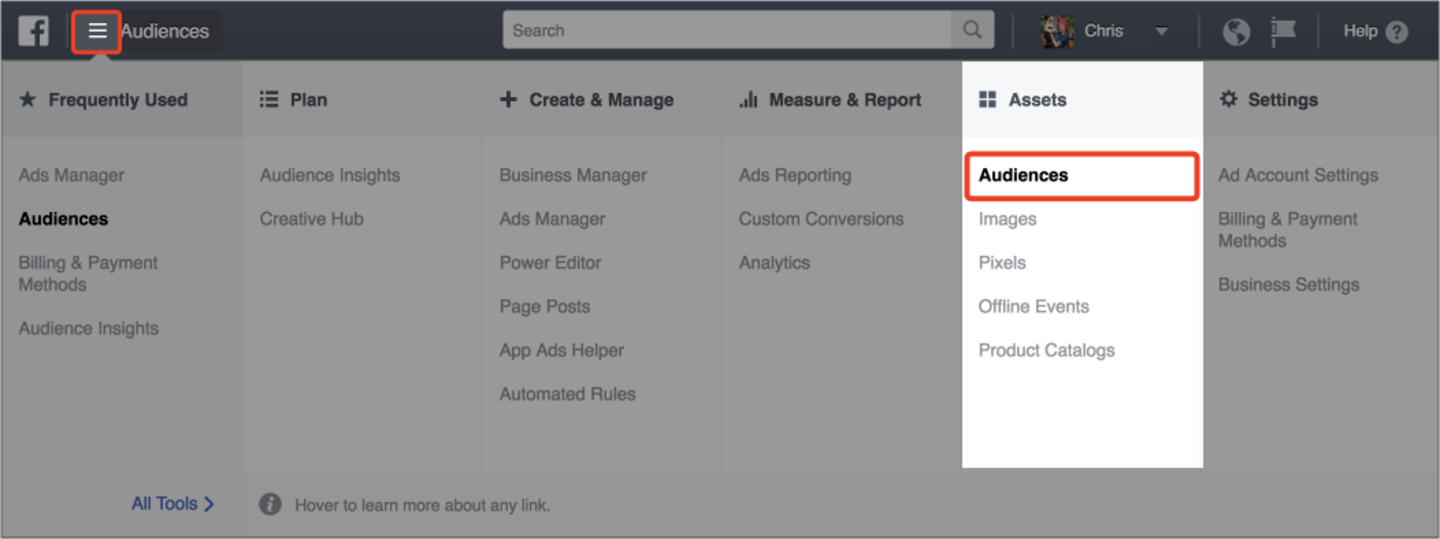 f Audiences Search Chris Help ?
Frequently Used
Ads Manager
Audiences
Billing & Payment
Methods
Audience Insights
All Tools
Plan
Audience Insights
Creative Hub
Create & Manage
Business Manager
Ads Manager
Power Editor
Page Posts
App Ads Helper
Automated Rules
Measure & Report
Ads Reporting
Custom Conversions
Analytics
Assets
Audiences
Images
Pixels
Offline Events
Product Catalogs
Settings
Ad Account Settings
Billing & Payment
Methods
Business Settings
Hover to learn more about any link.